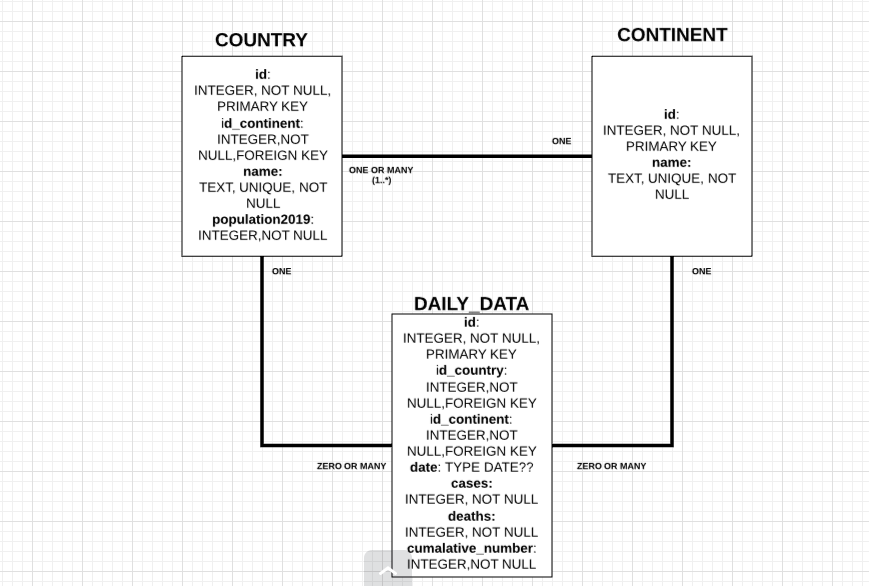 COUNTRY
id:
INTEGER, NOT NULL,
PRIMARY KEY
id_continent:
INTEGER,NOT
NULL,FOREIGN KEY
name:
TEXT, UNIQUE, NOT
NULL
population2019:
INTEGER,NOT NULL
CONTINENT
id:
INTEGER, NOT NULL,
PRIMARY KEY
name:
TEXT, UNIQUE, NOT
NULL
ONE
ONE OR MANY
(1..*)
ONE
ONE
DAILY_DATA
id:
INTEGER, NOT NULL,
PRIMARY KEY
id_country:
INTEGER,NOT
NULL,FOREIGN KEY
id_continent:
INTEGER,NOT
NULL,FOREIGN KEY
date: TYPE DATE??
cases:
INTEGER, NOT NULL
deaths:
INTEGER, NOT NULL
cumalative_number:
INTEGER,NOT NULL
ZERO OR MANY
ZERO OR MANY